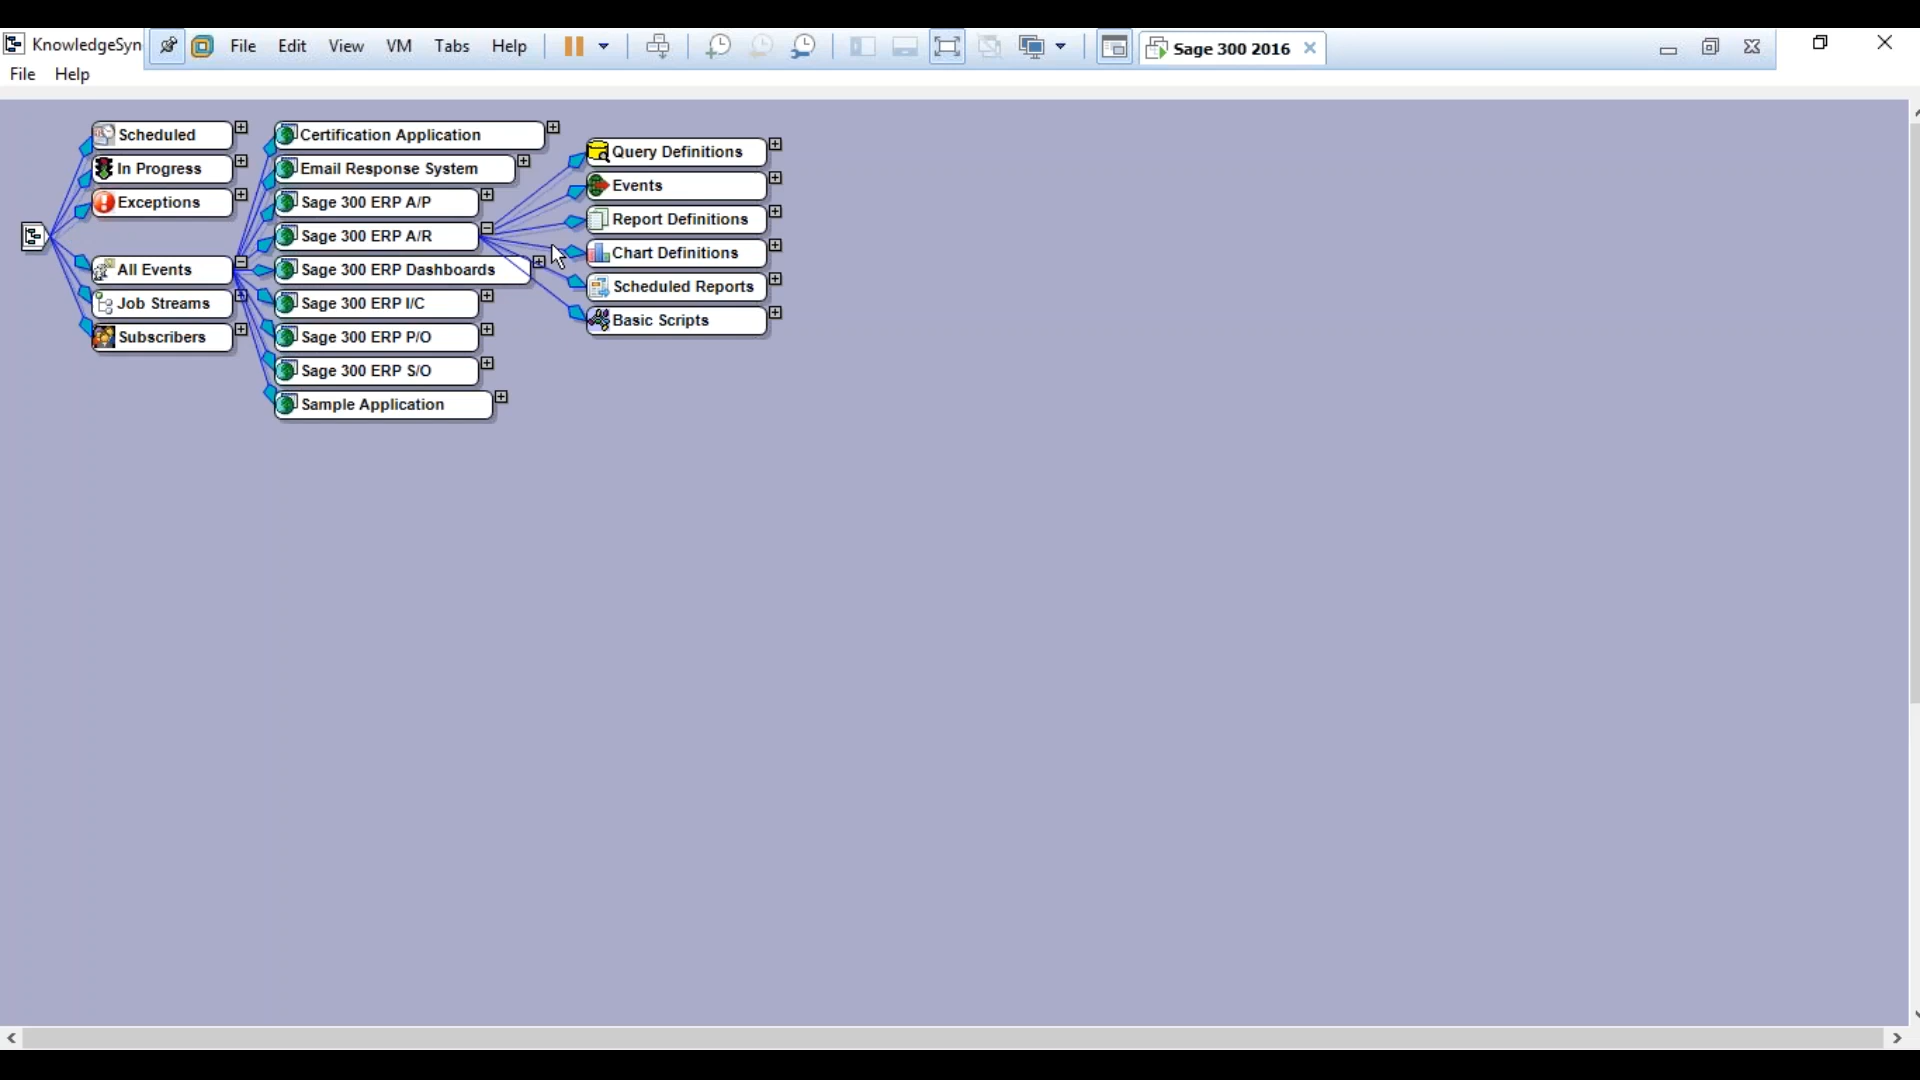 KnowledgeSyn
File Edit View VM Tabs Help
Sage 300 2016
File Help
Scheduled
In Progress
Exceptions
All Events
Job Streams
Subscribers
Certification Application
Email Response System
Sage 300 ERP A/P
Sage 300 ERP A/R
Sage 300 ERP Dashboards
Sage 300 ERP I/C
Sage 300 ERP P/O
Sage 300 ERP S/O
Sample Application
Query Definitions
Events
Report Definitions
Chart Definitions
Scheduled Reports
Basic Scripts